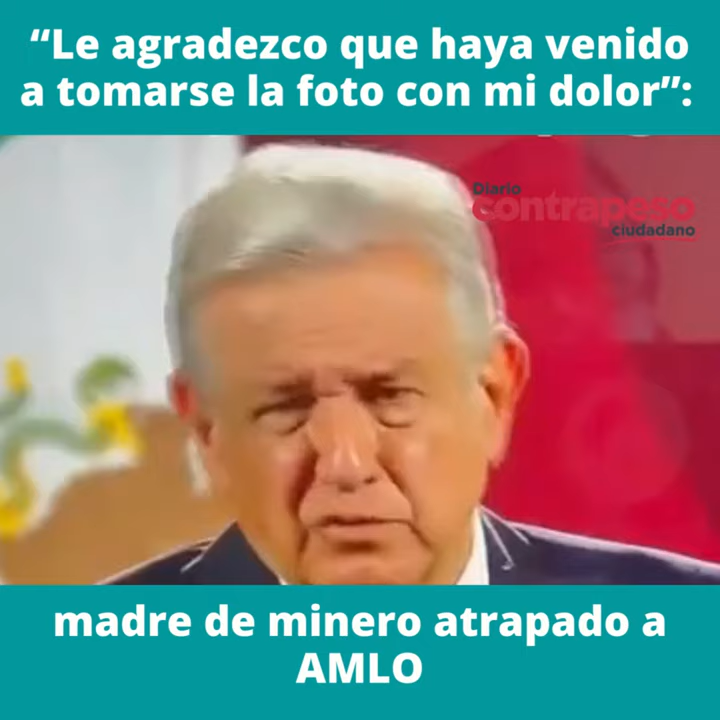 “Le agradezco que haya venido
a tomarse la foto con mi dolor”:
Diario
contrapeso
ciudadano
madre de minero atrapado a
AMLO